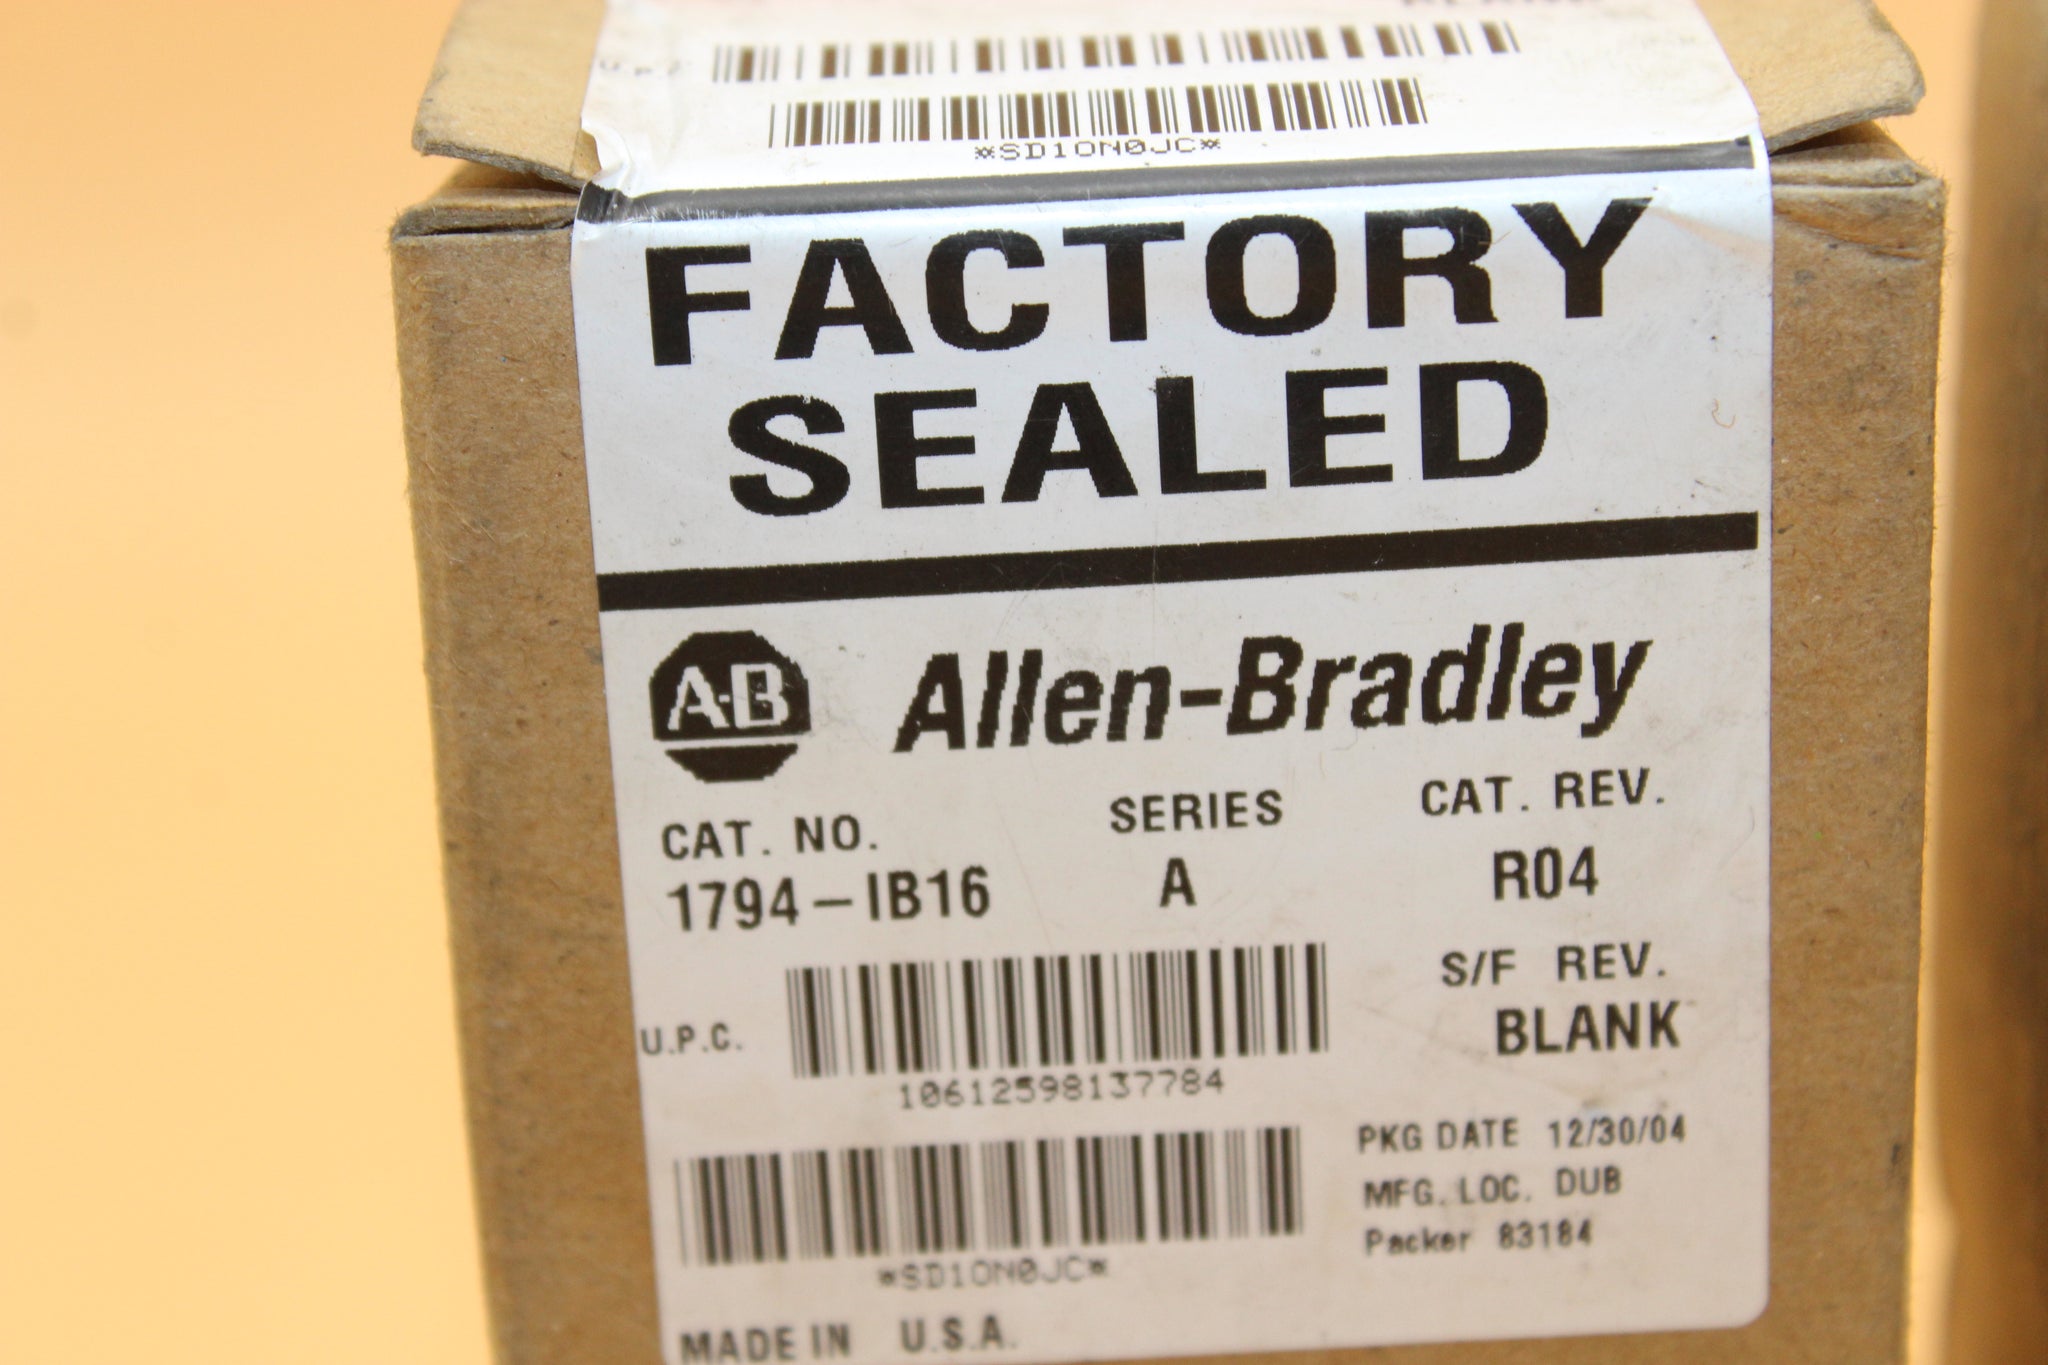 U.P.C.
*SD1ON0JC*
FACTORY
SEALED
A-B Allen-Bradley
CAT. NO. SERIES CAT. REV.
1794-IB16 A R04
S/F REV.
BLANK
U.P.C.
10612598137784
PKG DATE 12/30/04
MFG. LOC. DUB
Packer 83184
*SD1ON0JC*
MADE IN U.S.A.